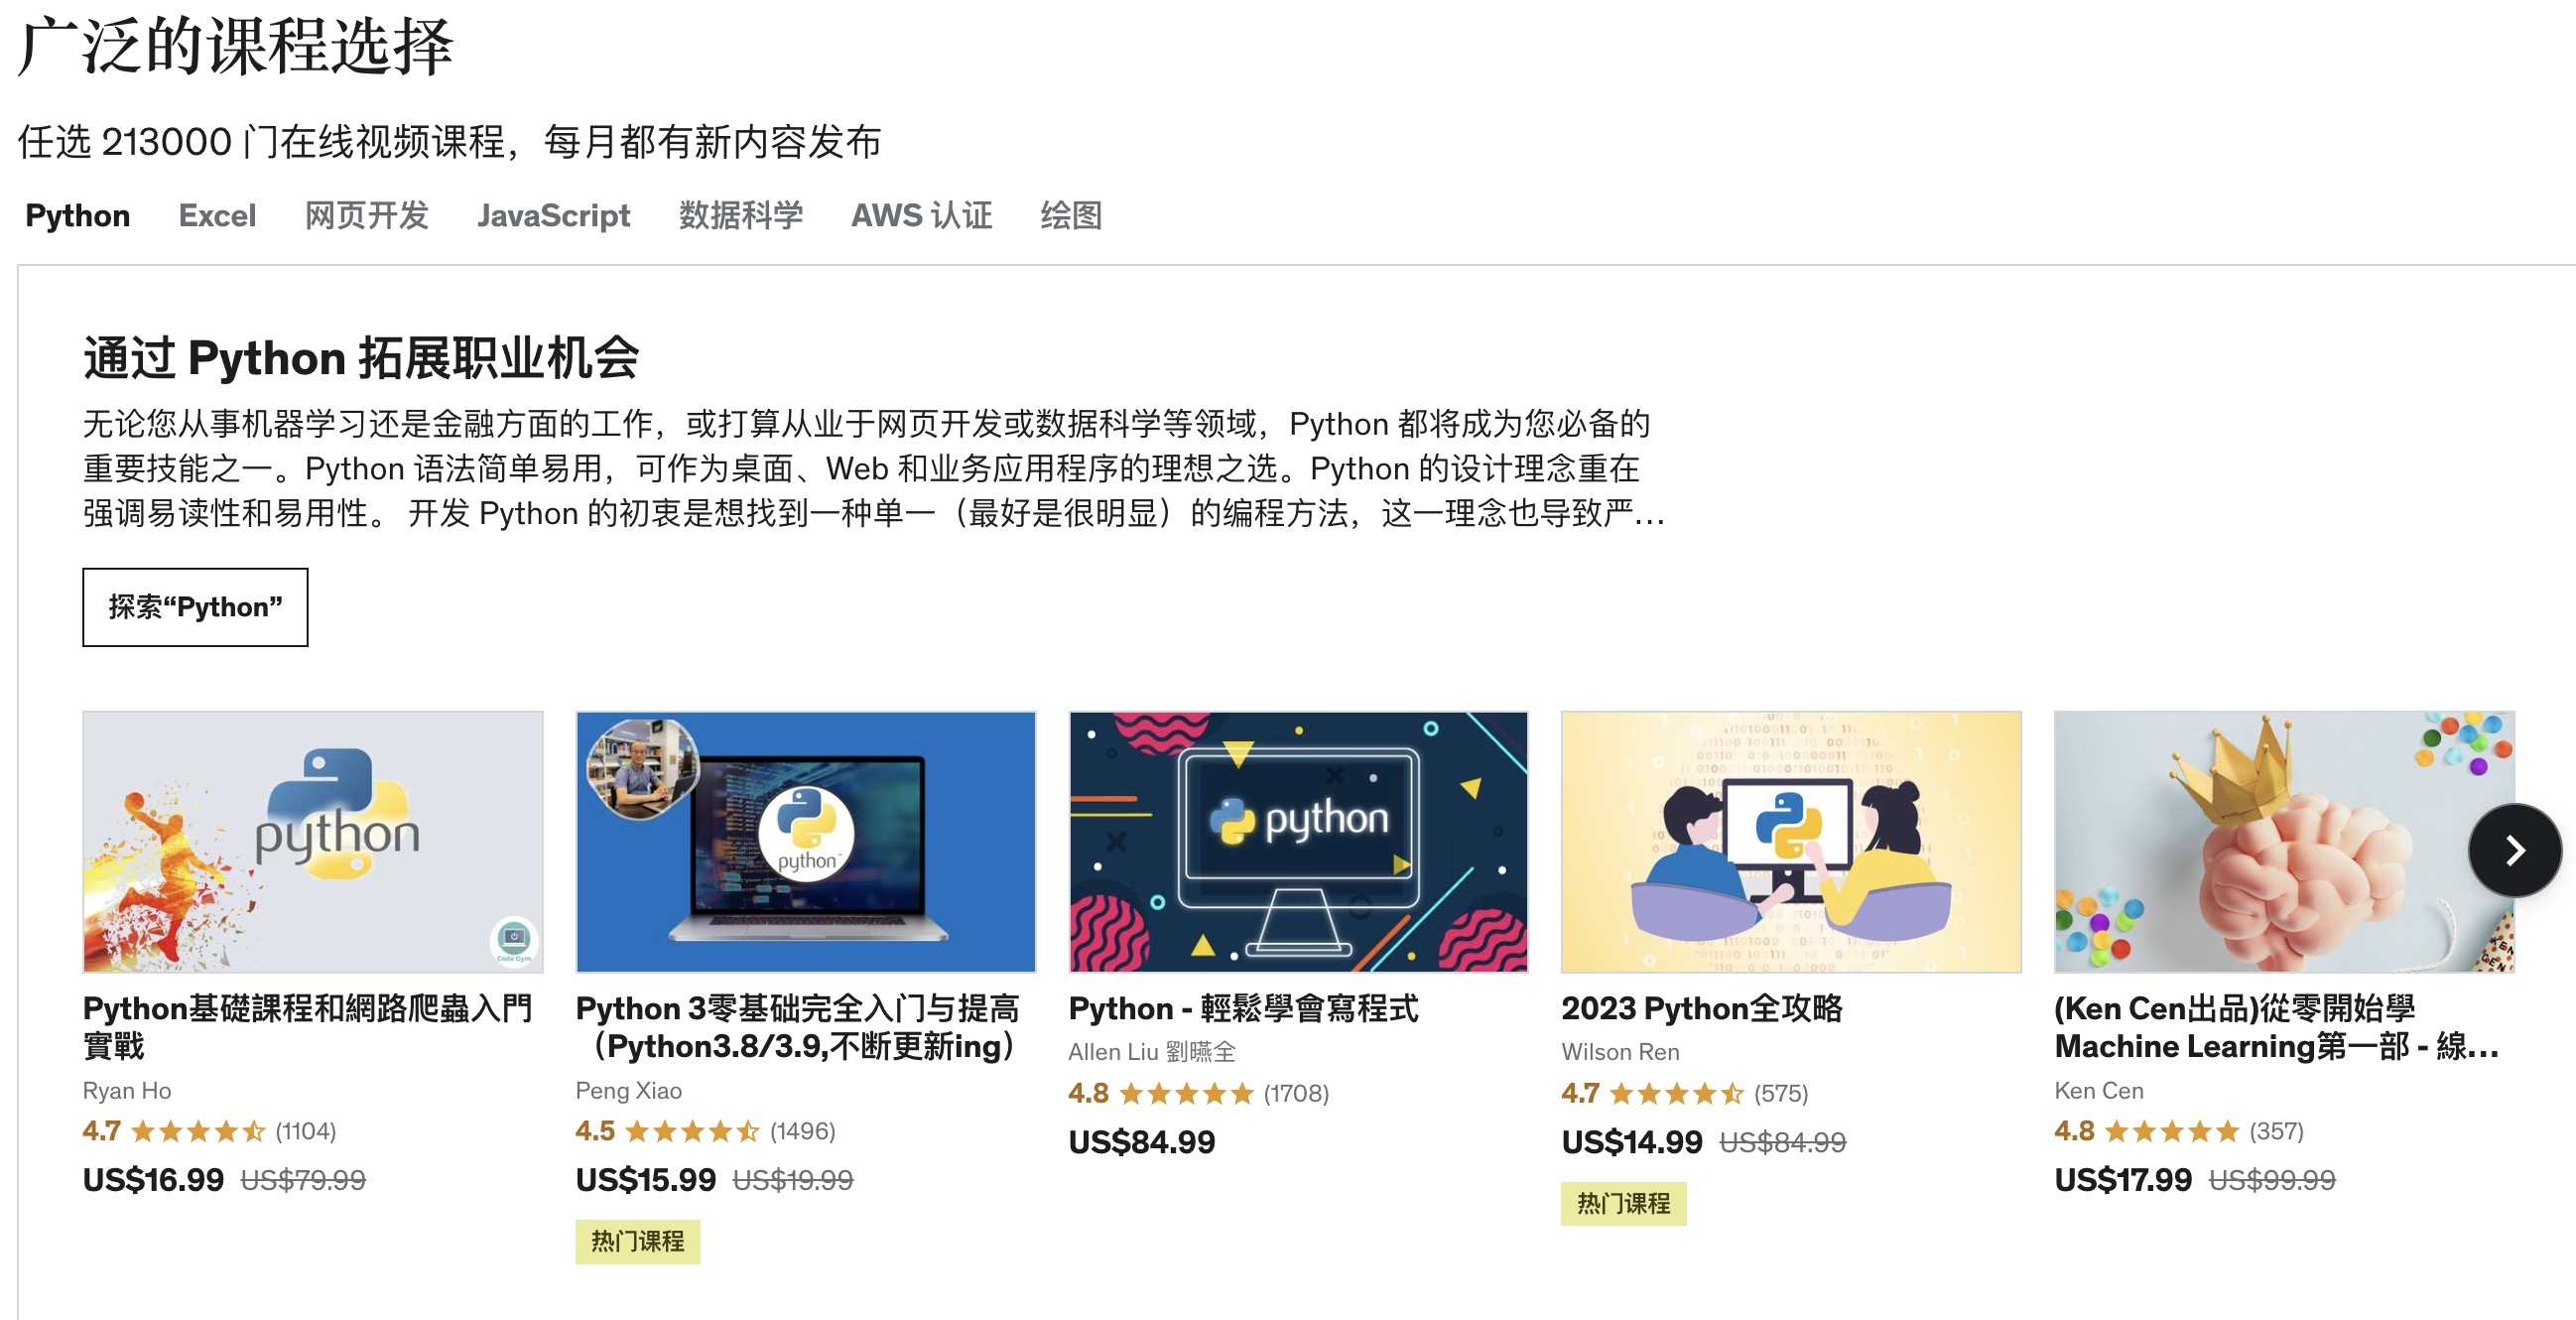 广泛的课程选择
任选 213000 门在线视频课程，每月都有新内容发布
Python Excel 网页开发 JavaScript 数据科学 AWS 认证 绘图
通过 Python 拓展职业机会
无论您从事机器学习还是金融方面的工作，或打算从业于网页开发或数据科学等领域，Python 都将成为您必备的
重要技能之一。Python 语法简单易用，可作为桌面、Web 和业务应用程序的理想之选。Python 的设计理念重在
强调易读性和易用性。 开发 Python 的初衷是想找到一种单一（最好是很明显）的编程方法，这一理念也导致严...
探索“Python”
python
Code Gym
Python基礎課程和網路爬蟲入門
實戰
Ryan Ho
4.7 (1104)
US$16.99 US$79.99
python
Python 3零基础完全入门与提高
（Python3.8/3.9,不断更新ing）
Peng Xiao
4.5 (1496)
US$15.99 US$19.99
热门课程
python
Python - 輕鬆學會寫程式
Allen Liu 劉曣全
4.8 (1708)
US$84.99
2023 Python全攻略
Wilson Ren
4.7 (575)
US$14.99 US$84.99
热门课程
KEN
CEN
(Ken Cen出品)從零開始學
Machine Learning第一部 - 線...
Ken Cen
4.8 (357)
US$17.99 US$99.99